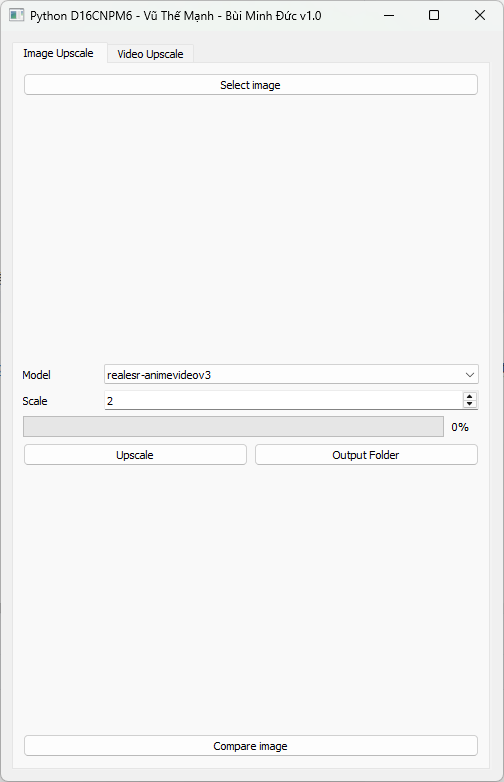 Python D16CNPM6 - Vũ Thế Mạnh - Bùi Minh Đức v1.0
Image Upscale Video Upscale
Select image
Model realesr-animevideov3
Scale 2
0%
Upscale Output Folder
Compare image